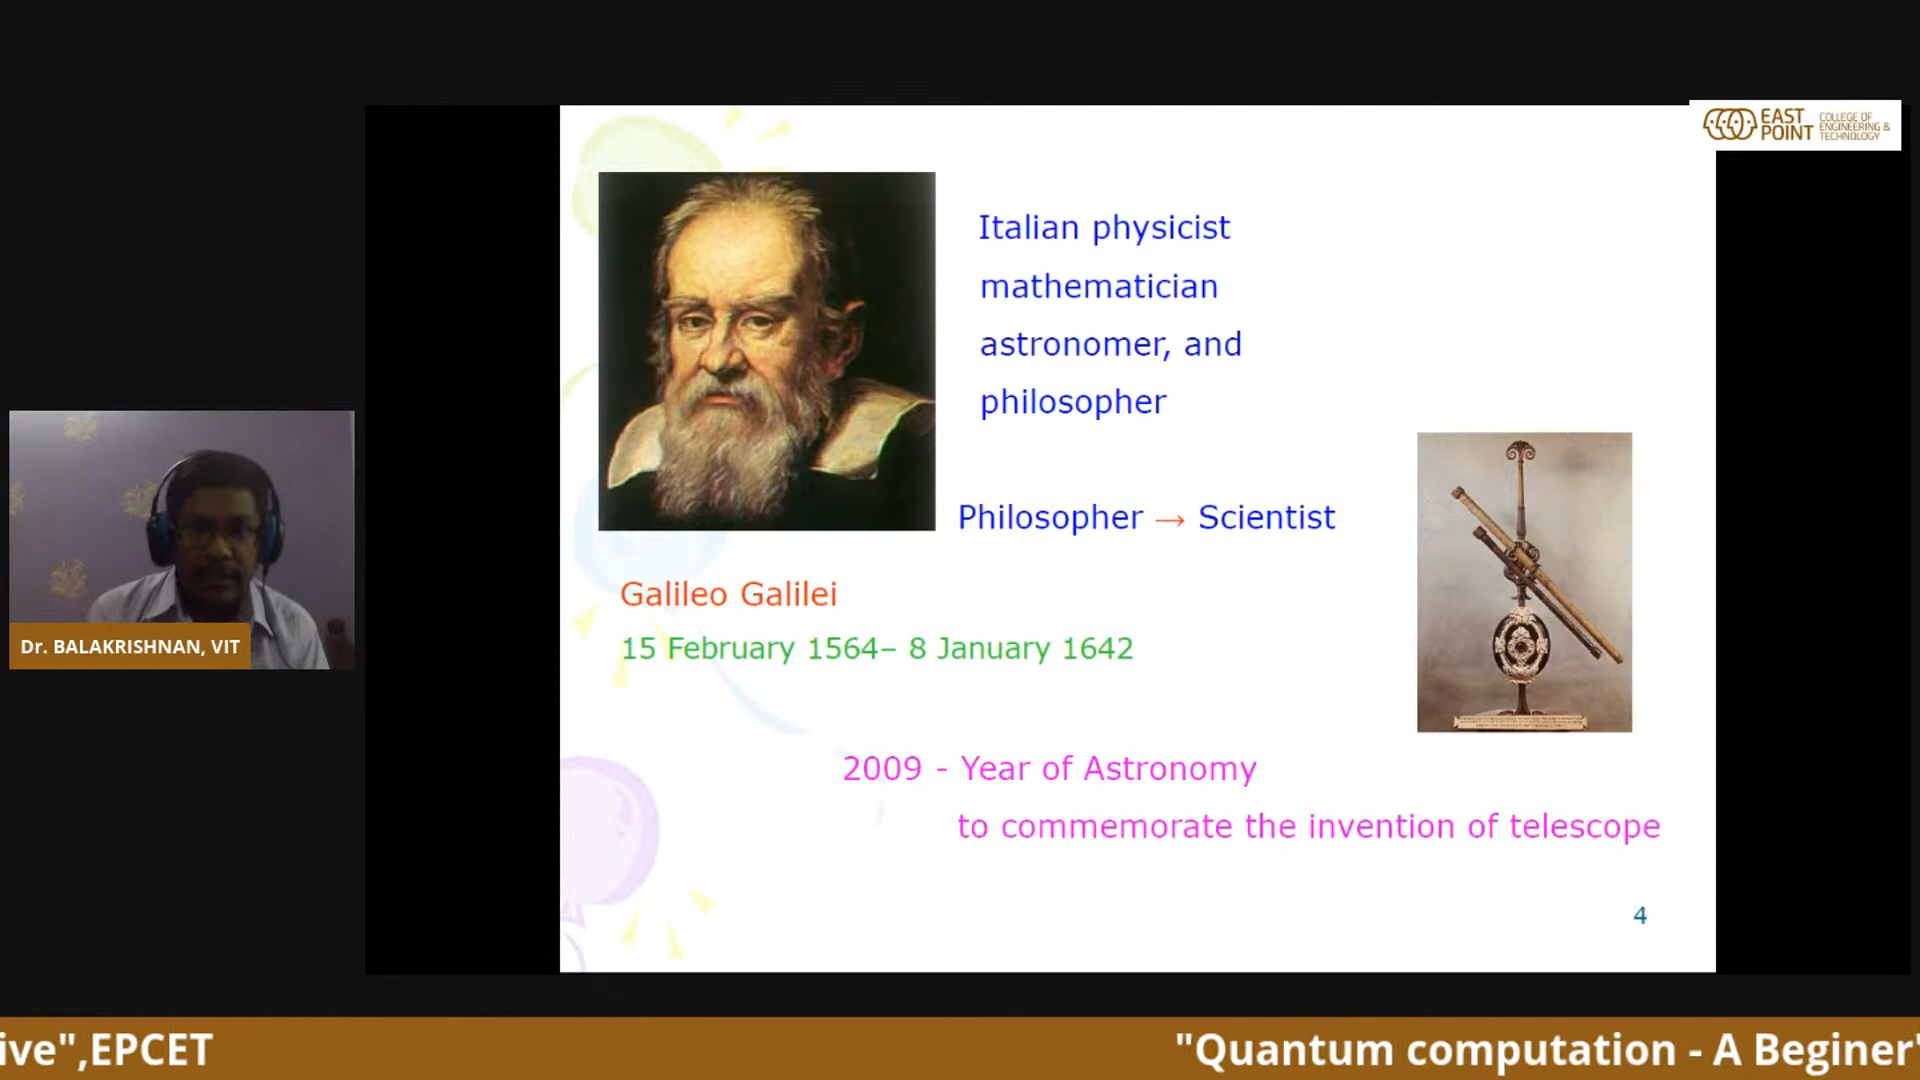 EAST
POINT
COLLEGE OF
ENGINEERING &
TECHNOLOGY
Italian physicist
mathematician
astronomer, and
philosopher
Philosopher → Scientist
Galileo Galilei
15 February 1564– 8 January 1642
Dr. BALAKRISHNAN, VIT
2009 - Year of Astronomy
to commemorate the invention of telescope
4
ive",EPCET
"Quantum computation - A Beginer'